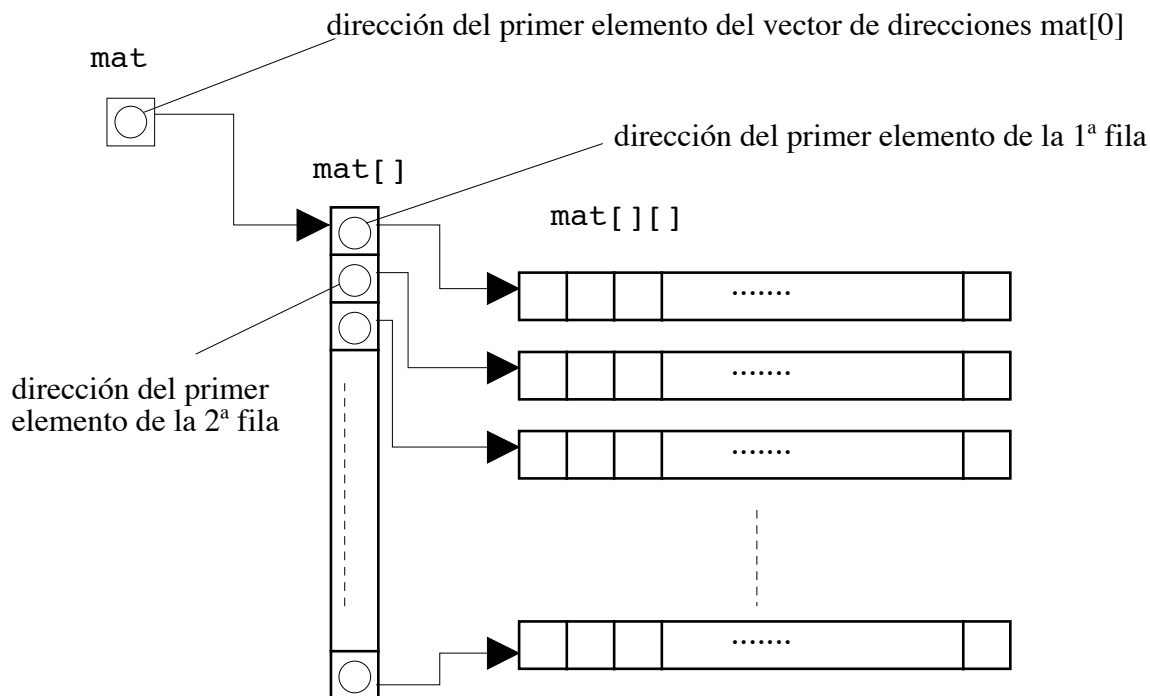 dirección del primer elemento del vector de direcciones mat[0]
mat
dirección del primer elemento de la 1ª fila
mat[]
mat[][]
.......
.......
dirección del primer
elemento de la 2ª fila
.......
.......